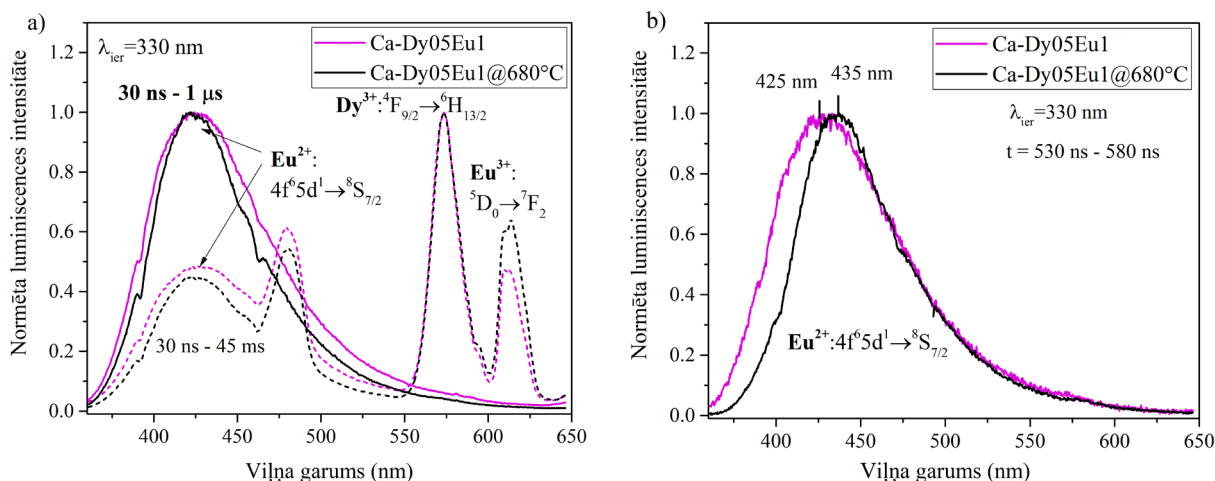 a)
λier=330 nm
Ca-Dy05Eu1
Ca-Dy05Eu1@680°C
30 ns - 1 μs
Dy³⁺:⁴F9/2→⁶H13/2
Eu²⁺:
4f⁶5d¹→⁸S7/2
Eu³⁺:
⁵D0→⁷F2
30 ns - 45 ms
Normēta luminiscences intensitāte
1.2
1.0
0.8
0.6
0.4
0.2
0.0
400 450 500 550 600 650
Viļņa garums (nm)
b)
Ca-Dy05Eu1
Ca-Dy05Eu1@680°C
425 nm
435 nm
λier=330 nm
t = 530 ns - 580 ns
Eu²⁺:4f⁶5d¹→⁸S7/2
Normēta luminiscences intensitāte
1.2
1.0
0.8
0.6
0.4
0.2
0.0
400 450 500 550 600 650
Viļņa garums (nm)